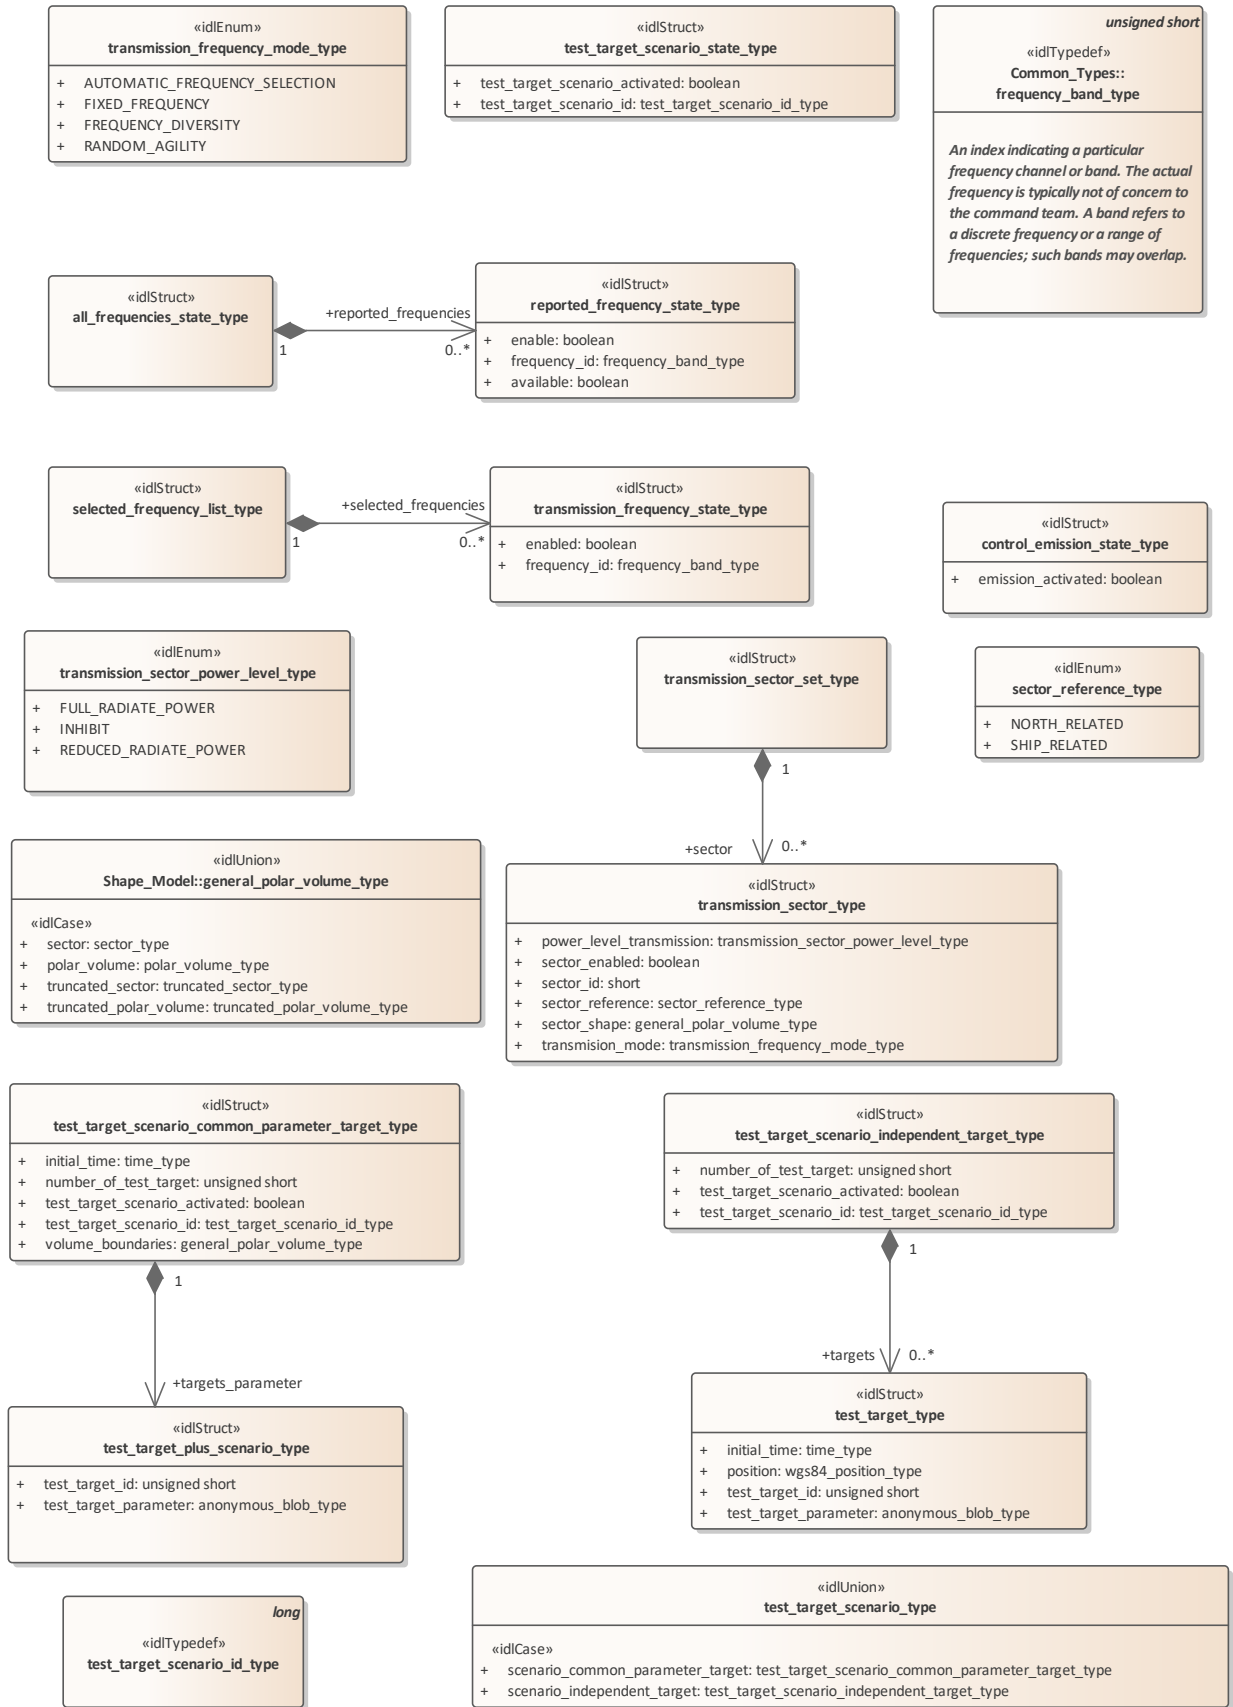 «idlEnum»
transmission_frequency_mode_type
+ AUTOMATIC_FREQUENCY_SELECTION
+ FIXED_FREQUENCY
+ FREQUENCY_DIVERSITY
+ RANDOM_AGILITY
«idlStruct»
test_target_scenario_state_type
+ test_target_scenario_activated: boolean
+ test_target_scenario_id: test_target_scenario_id_type
unsigned short
«idlTypedef»
Common_Types::
frequency_band_type
An index indicating a particular
frequency channel or band. The actual
frequency is typically not of concern to
the command team. A band refers to
a discrete frequency or a range of
frequencies; such bands may overlap.
«idlStruct»
all_frequencies_state_type
+reported_frequencies
1
0..*
«idlStruct»
reported_frequency_state_type
+ enable: boolean
+ frequency_id: frequency_band_type
+ available: boolean
«idlStruct»
selected_frequency_list_type
+selected_frequencies
1
0..*
«idlStruct»
transmission_frequency_state_type
+ enabled: boolean
+ frequency_id: frequency_band_type
«idlStruct»
control_emission_state_type
+ emission_activated: boolean
«idlEnum»
transmission_sector_power_level_type
+ FULL_RADIATE_POWER
+ INHIBIT
+ REDUCED_RADIATE_POWER
«idlStruct»
transmission_sector_set_type
1
+sector
0..*
«idlEnum»
sector_reference_type
+ NORTH_RELATED
+ SHIP_RELATED
«idlUnion»
Shape_Model::general_polar_volume_type
«idlCase»
+ sector: sector_type
+ polar_volume: polar_volume_type
+ truncated_sector: truncated_sector_type
+ truncated_polar_volume: truncated_polar_volume_type
«idlStruct»
transmission_sector_type
+ power_level_transmission: transmission_sector_power_level_type
+ sector_enabled: boolean
+ sector_id: short
+ sector_reference: sector_reference_type
+ sector_shape: general_polar_volume_type
+ transmision_mode: transmission_frequency_mode_type
«idlStruct»
test_target_scenario_common_parameter_target_type
+ initial_time: time_type
+ number_of_test_target: unsigned short
+ test_target_scenario_activated: boolean
+ test_target_scenario_id: test_target_scenario_id_type
+ volume_boundaries: general_polar_volume_type
1
+targets_parameter
«idlStruct»
test_target_scenario_independent_target_type
+ number_of_test_target: unsigned short
+ test_target_scenario_activated: boolean
+ test_target_scenario_id: test_target_scenario_id_type
1
+targets
0..*
«idlStruct»
test_target_plus_scenario_type
+ test_target_id: unsigned short
+ test_target_parameter: anonymous_blob_type
«idlStruct»
test_target_type
+ initial_time: time_type
+ position: wgs84_position_type
+ test_target_id: unsigned short
+ test_target_parameter: anonymous_blob_type
long
«idlTypedef»
test_target_scenario_id_type
«idlUnion»
test_target_scenario_type
«idlCase»
+ scenario_common_parameter_target: test_target_scenario_common_parameter_target_type
+ scenario_independent_target: test_target_scenario_independent_target_type